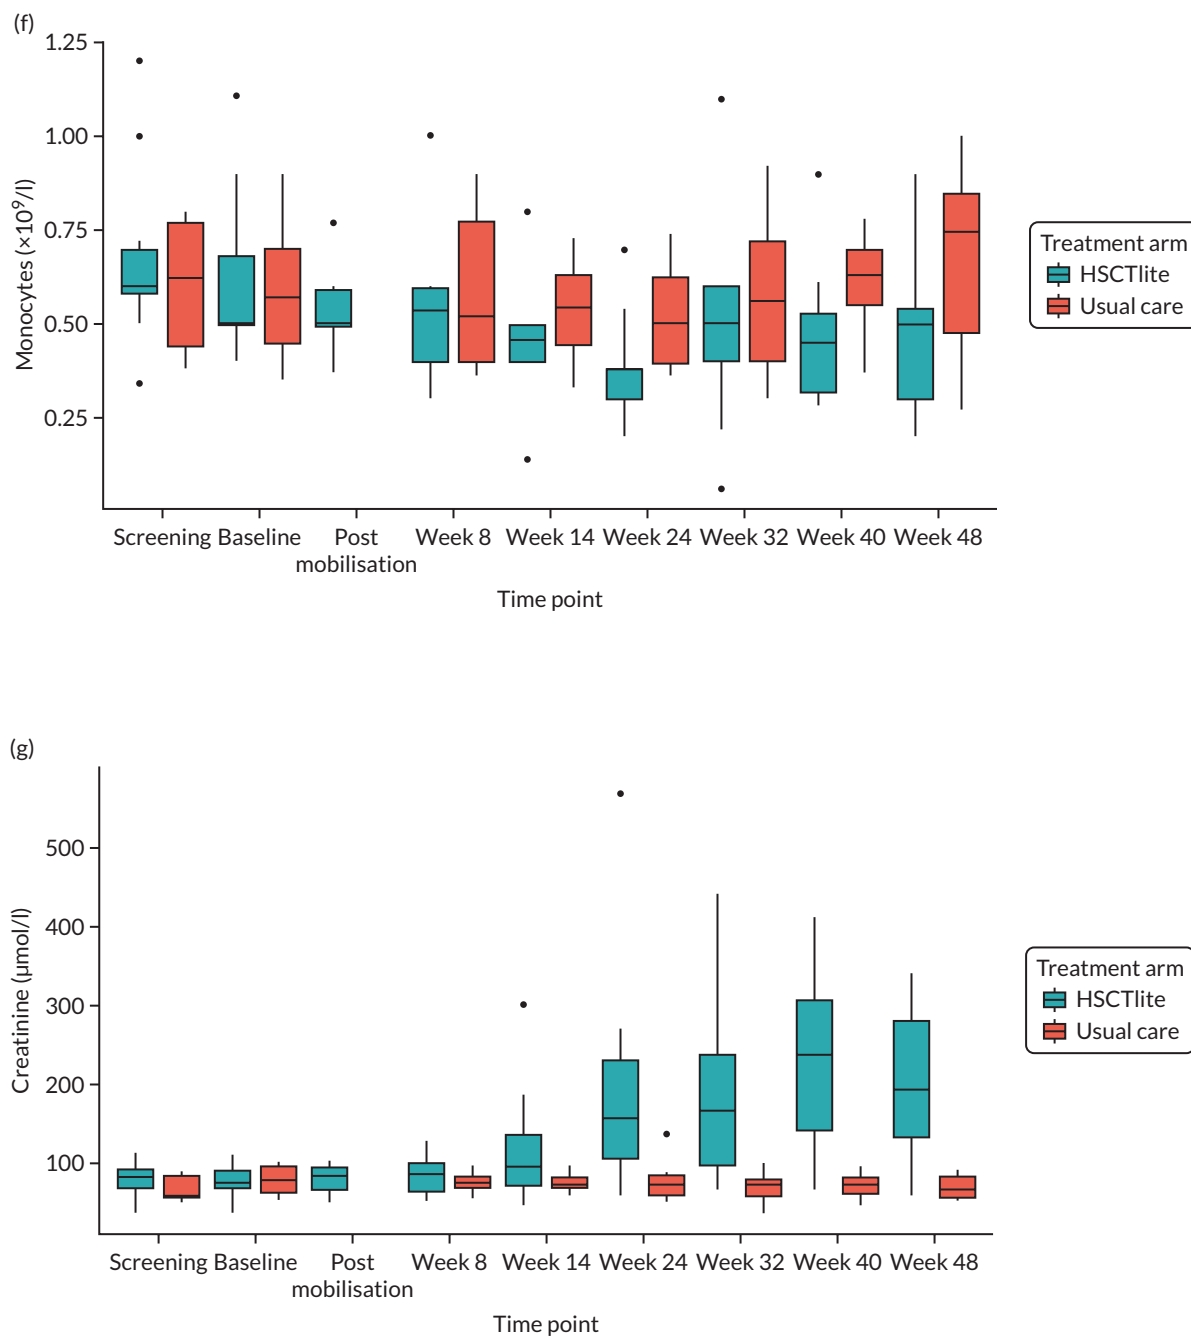 (f)
1.25
1.00
0.75
0.50
0.25
Monocytes (×10⁹/l)
Screening Baseline Post Week 8 Week 14 Week 24 Week 32 Week 40 Week 48
mobilisation
Time point
Treatment arm
HSCTlite
Usual care
(g)
500
400
300
200
100
Creatinine (µmol/l)
Screening Baseline Post Week 8 Week 14 Week 24 Week 32 Week 40 Week 48
mobilisation
Time point
Treatment arm
HSCTlite
Usual care